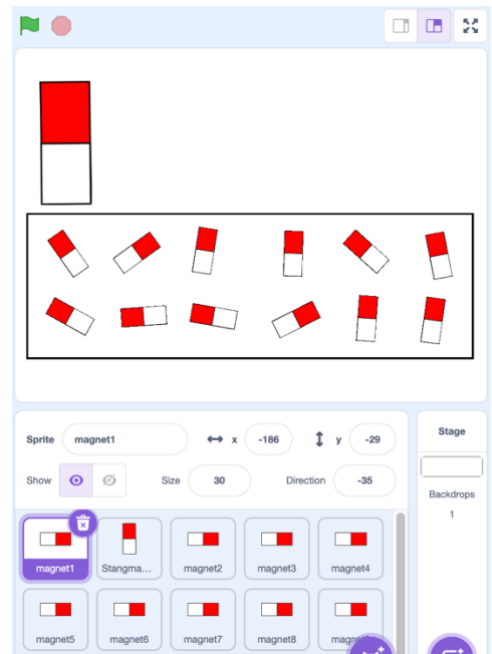 Sprite magnet1 x -186 y -29
Show Size 30 Direction -35
Stage
Backdrops
1
magnet1 Stangma... magnet2 magnet3 magnet4
magnet5 magnet6 magnet7 magnet8